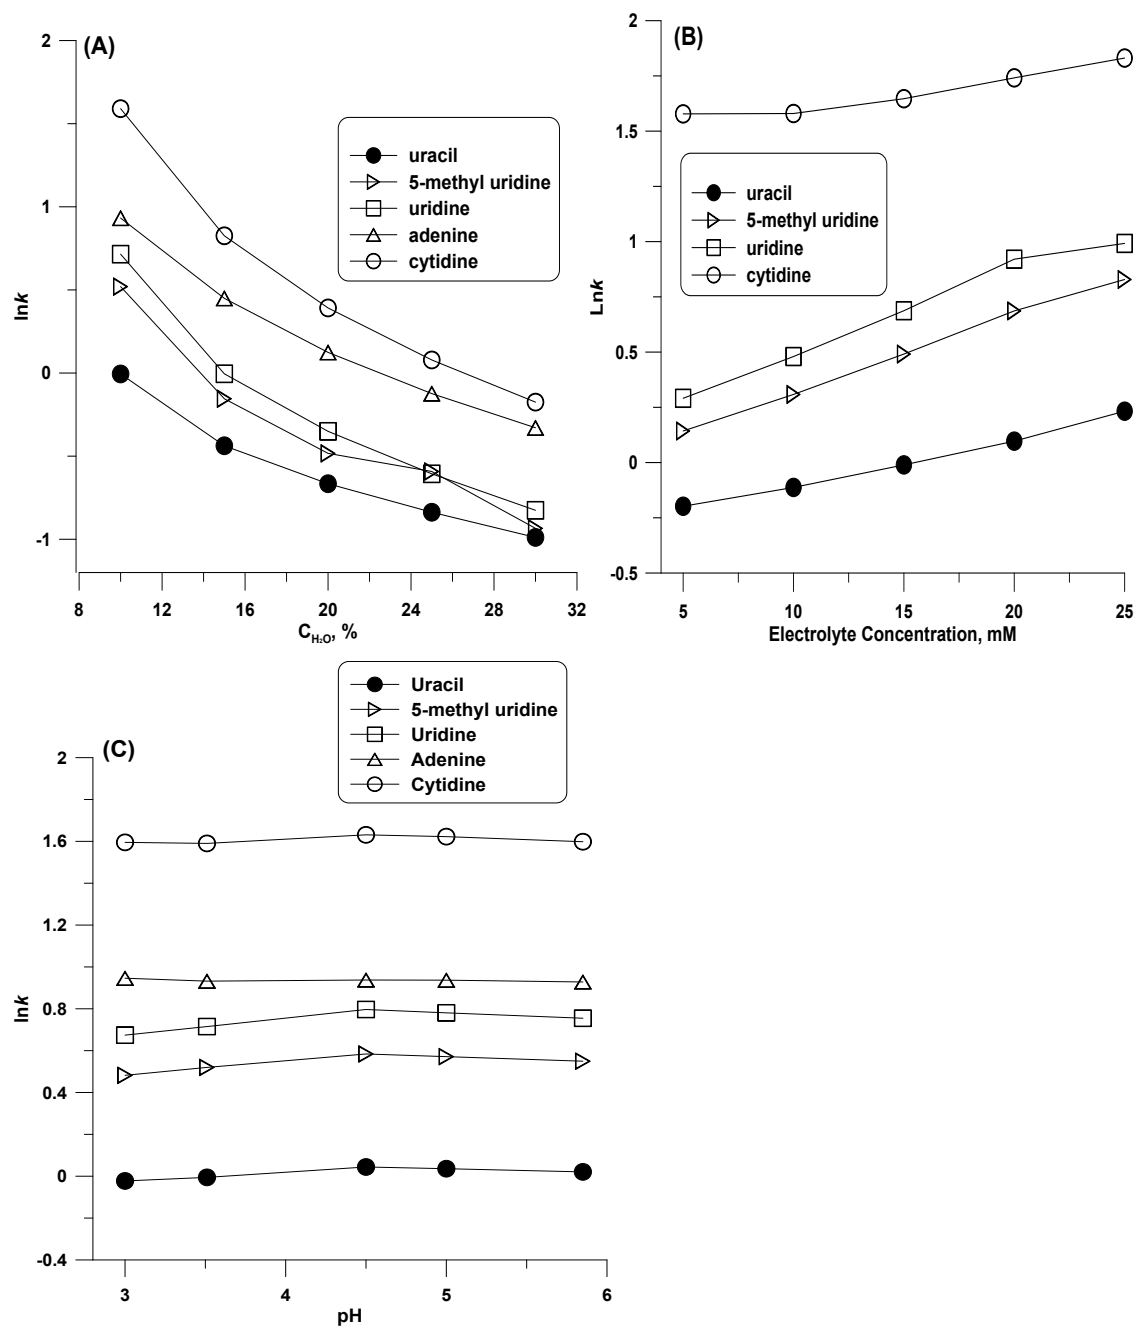 (A)
2
1
0
-1
lnk
8
12
16
20
24
28
32
C_H₂O, %
uracil
5-methyl uridine
uridine
adenine
cytidine
(B)
2
1.5
1
0.5
0
-0.5
Lnk
5
10
15
20
25
Electrolyte Concentration, mM
uracil
5-methyl uridine
uridine
cytidine
(C)
2
1.6
1.2
0.8
0.4
0
-0.4
lnk
3
4
5
6
pH
Uracil
5-methyl uridine
Uridine
Adenine
Cytidine